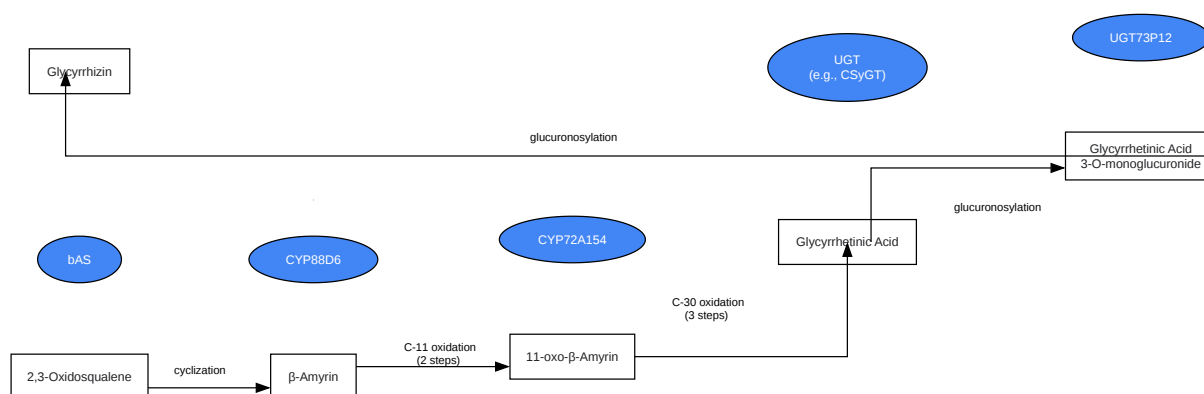 UGT73P12
UGT
(e.g., CSyGT)
Glycyrrhizin
glucuronosylation
Glycyrrhetinic Acid
3-O-monoglucuronide
glucuronosylation
CYP72A154
Glycyrrhetinic Acid
bAS
CYP88D6
C-30 oxidation
(3 steps)
C-11 oxidation
(2 steps)
11-oxo-β-Amyrin
cyclization
2,3-Oxidosqualene
β-Amyrin